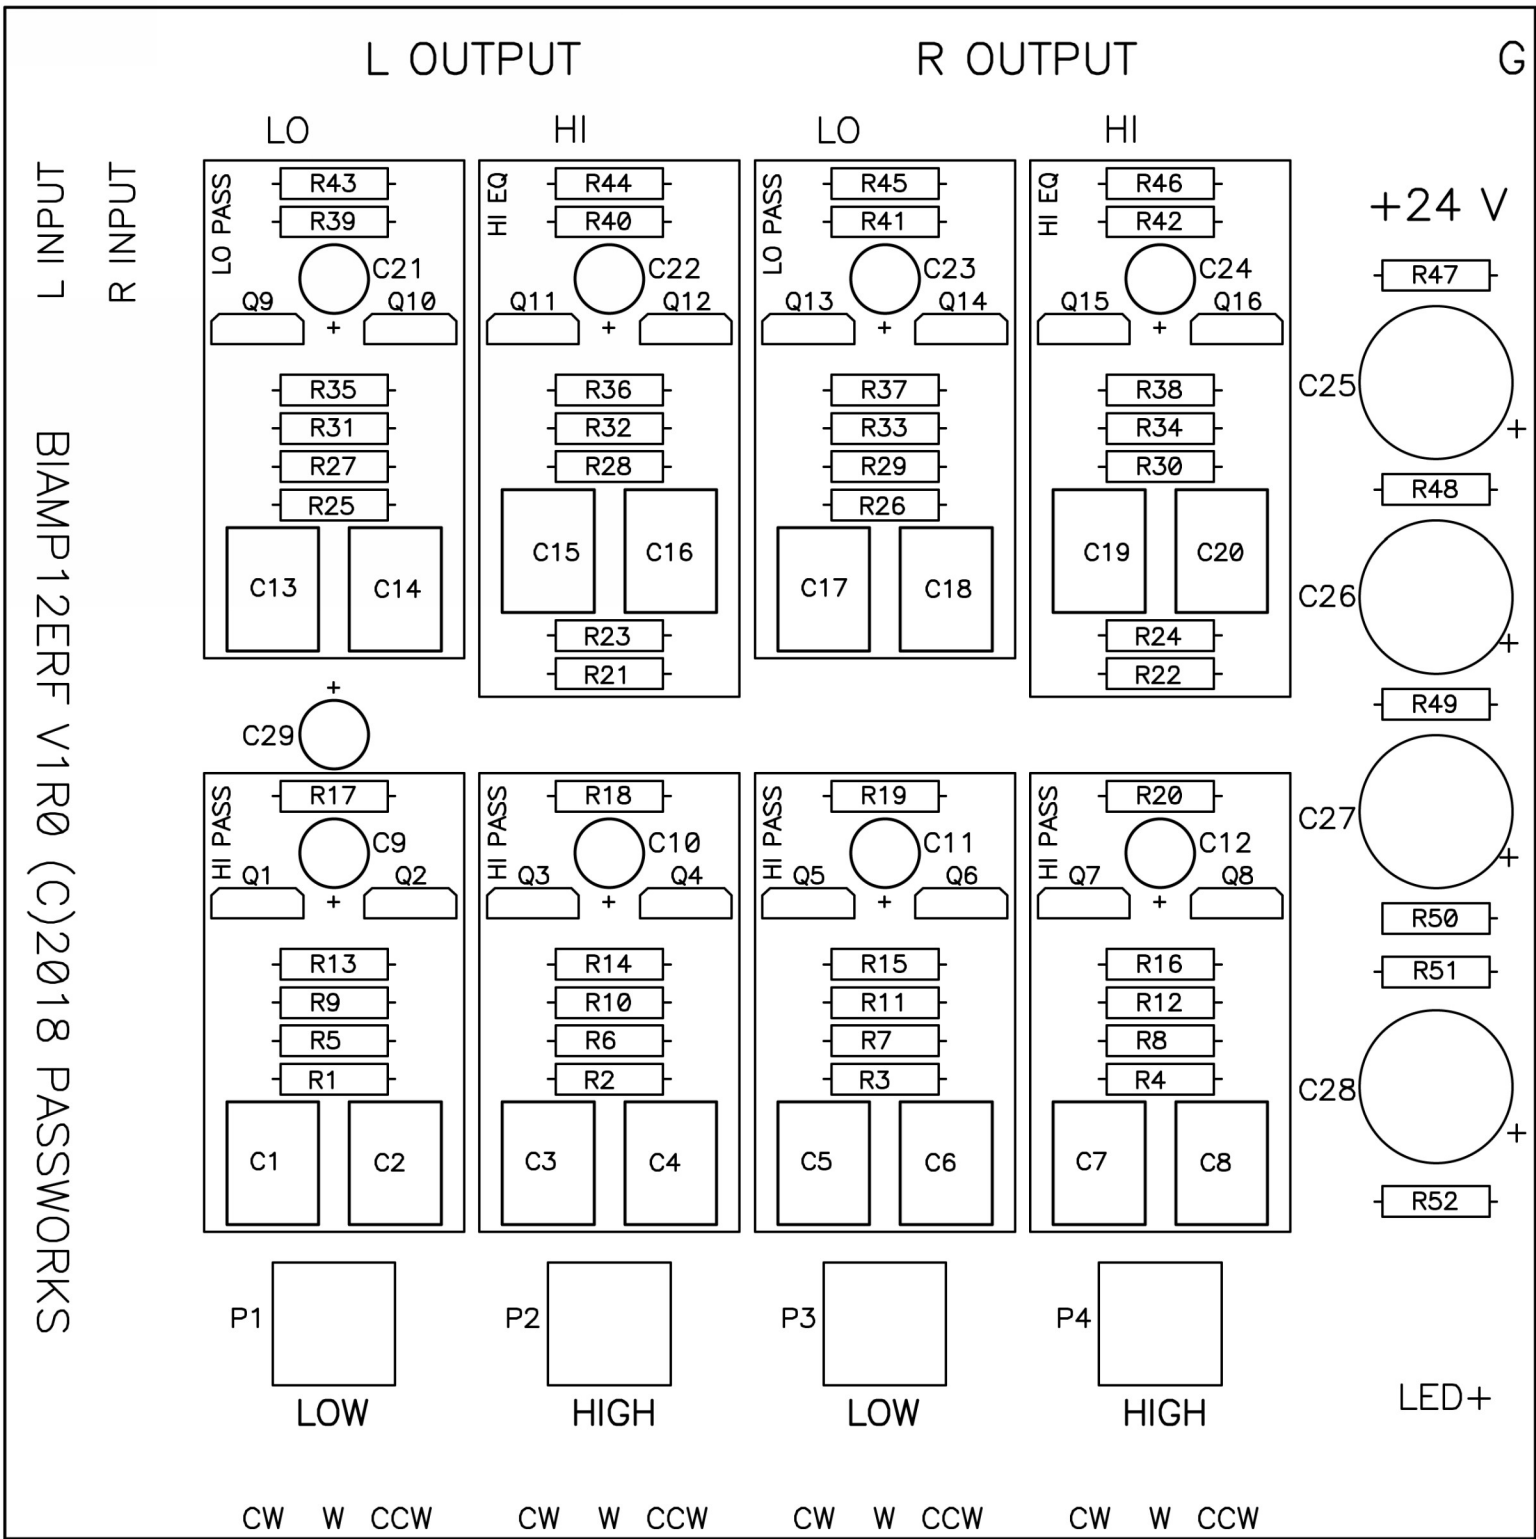 L OUTPUT
R OUTPUT
G
LO
HI
LO
HI
L INPUT
R INPUT
+24 V
BIAMP12ERF V1R0 (C)2018 PASSWORKS
LO PASS
R43
R39
C21
Q9
Q10
+
R35
R31
R27
R25
C13
C14
HI EQ
R44
R40
C22
Q11
Q12
+
R36
R32
R28
C15
C16
R23
R21
LO PASS
R45
R41
C23
Q13
Q14
+
R37
R33
R29
R26
C17
C18
HI EQ
R46
R42
C24
Q15
Q16
+
R38
R34
R30
C19
C20
R24
R22
+
C29
HI PASS
R17
C9
Q1
Q2
+
R13
R9
R5
R1
C1
C2
HI PASS
R18
C10
Q3
Q4
+
R14
R10
R6
R2
C3
C4
HI PASS
R19
C11
Q5
Q6
+
R15
R11
R7
R3
C5
C6
HI PASS
R20
C12
Q7
Q8
+
R16
R12
R8
R4
C7
C8
R47
C25
+
R48
C26
+
R49
C27
+
R50
R51
C28
+
R52
P1
P2
P3
P4
LOW
HIGH
LOW
HIGH
LED+
CW W CCW
CW W CCW
CW W CCW
CW W CCW